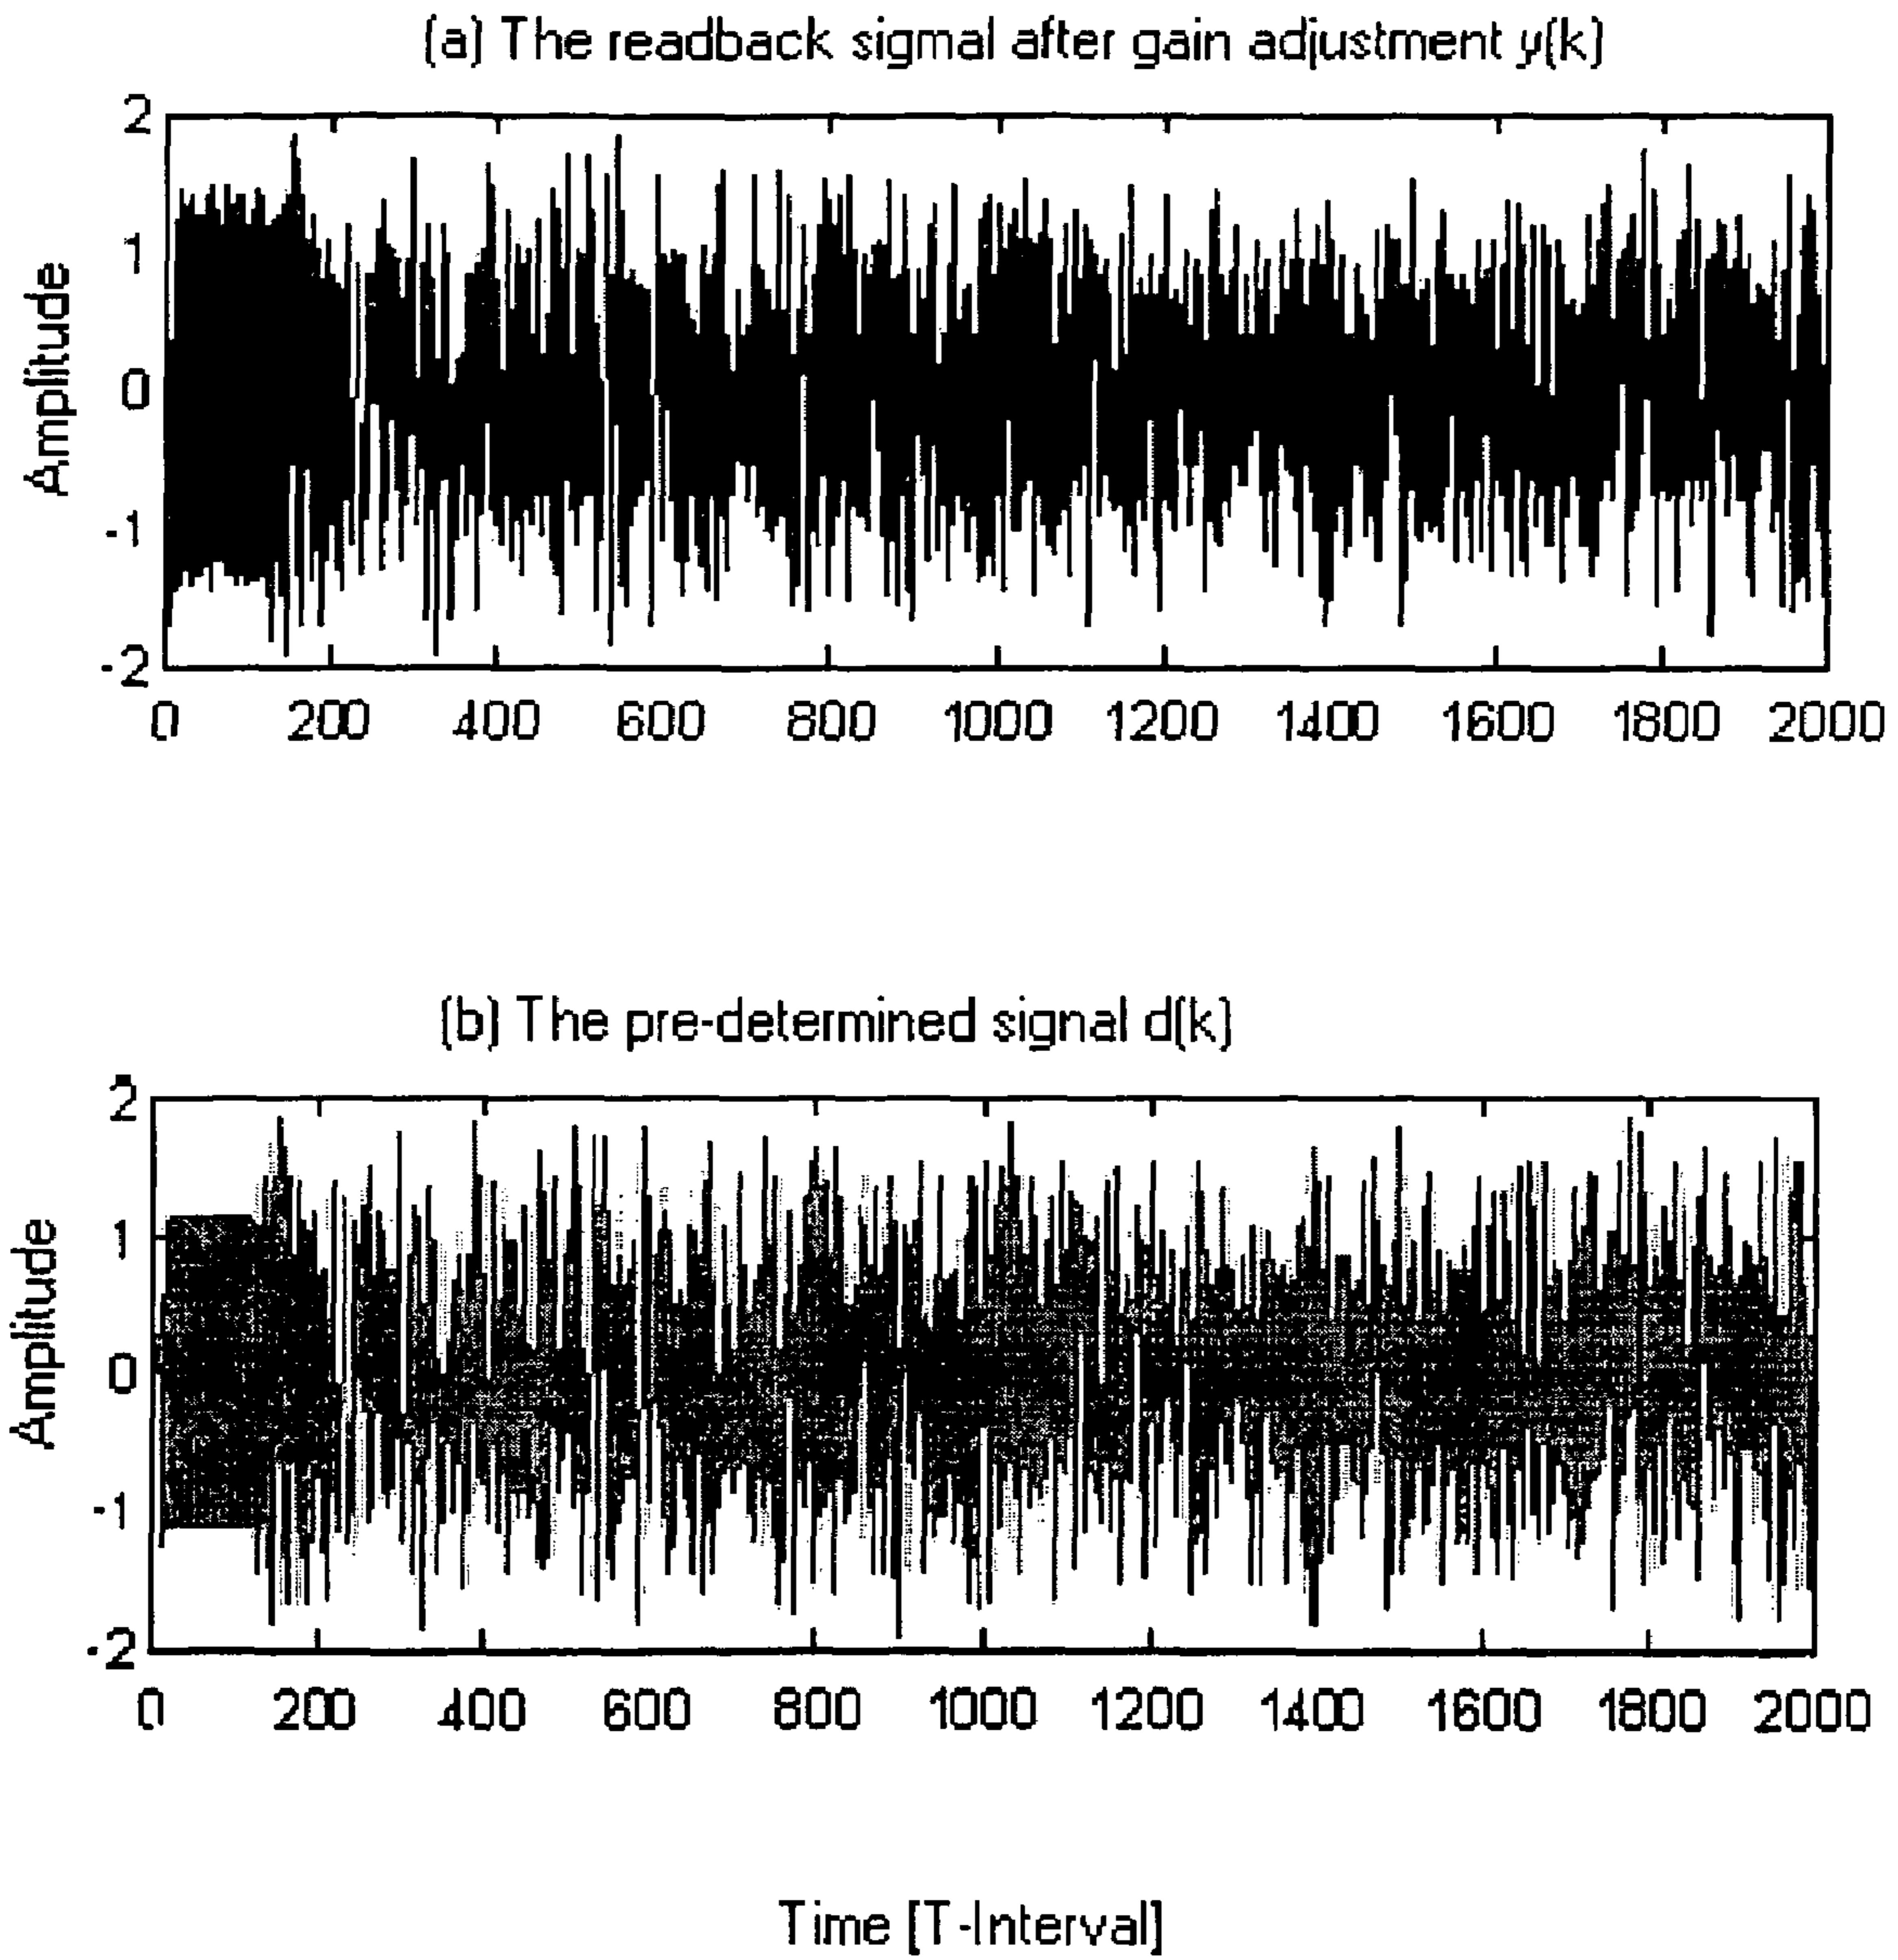 (a) The readback sigmal after gain adjustment y(k)
2
1
0
-1
-2
Amplitude
0 200 400 600 800 1000 1200 1400 1600 1800 2000
(b) The pre-determined signal d(k)
2
1
0
-1
-2
Amplitude
0 200 400 600 800 1000 1200 1400 1600 1800 2000
Time [T-Interval]